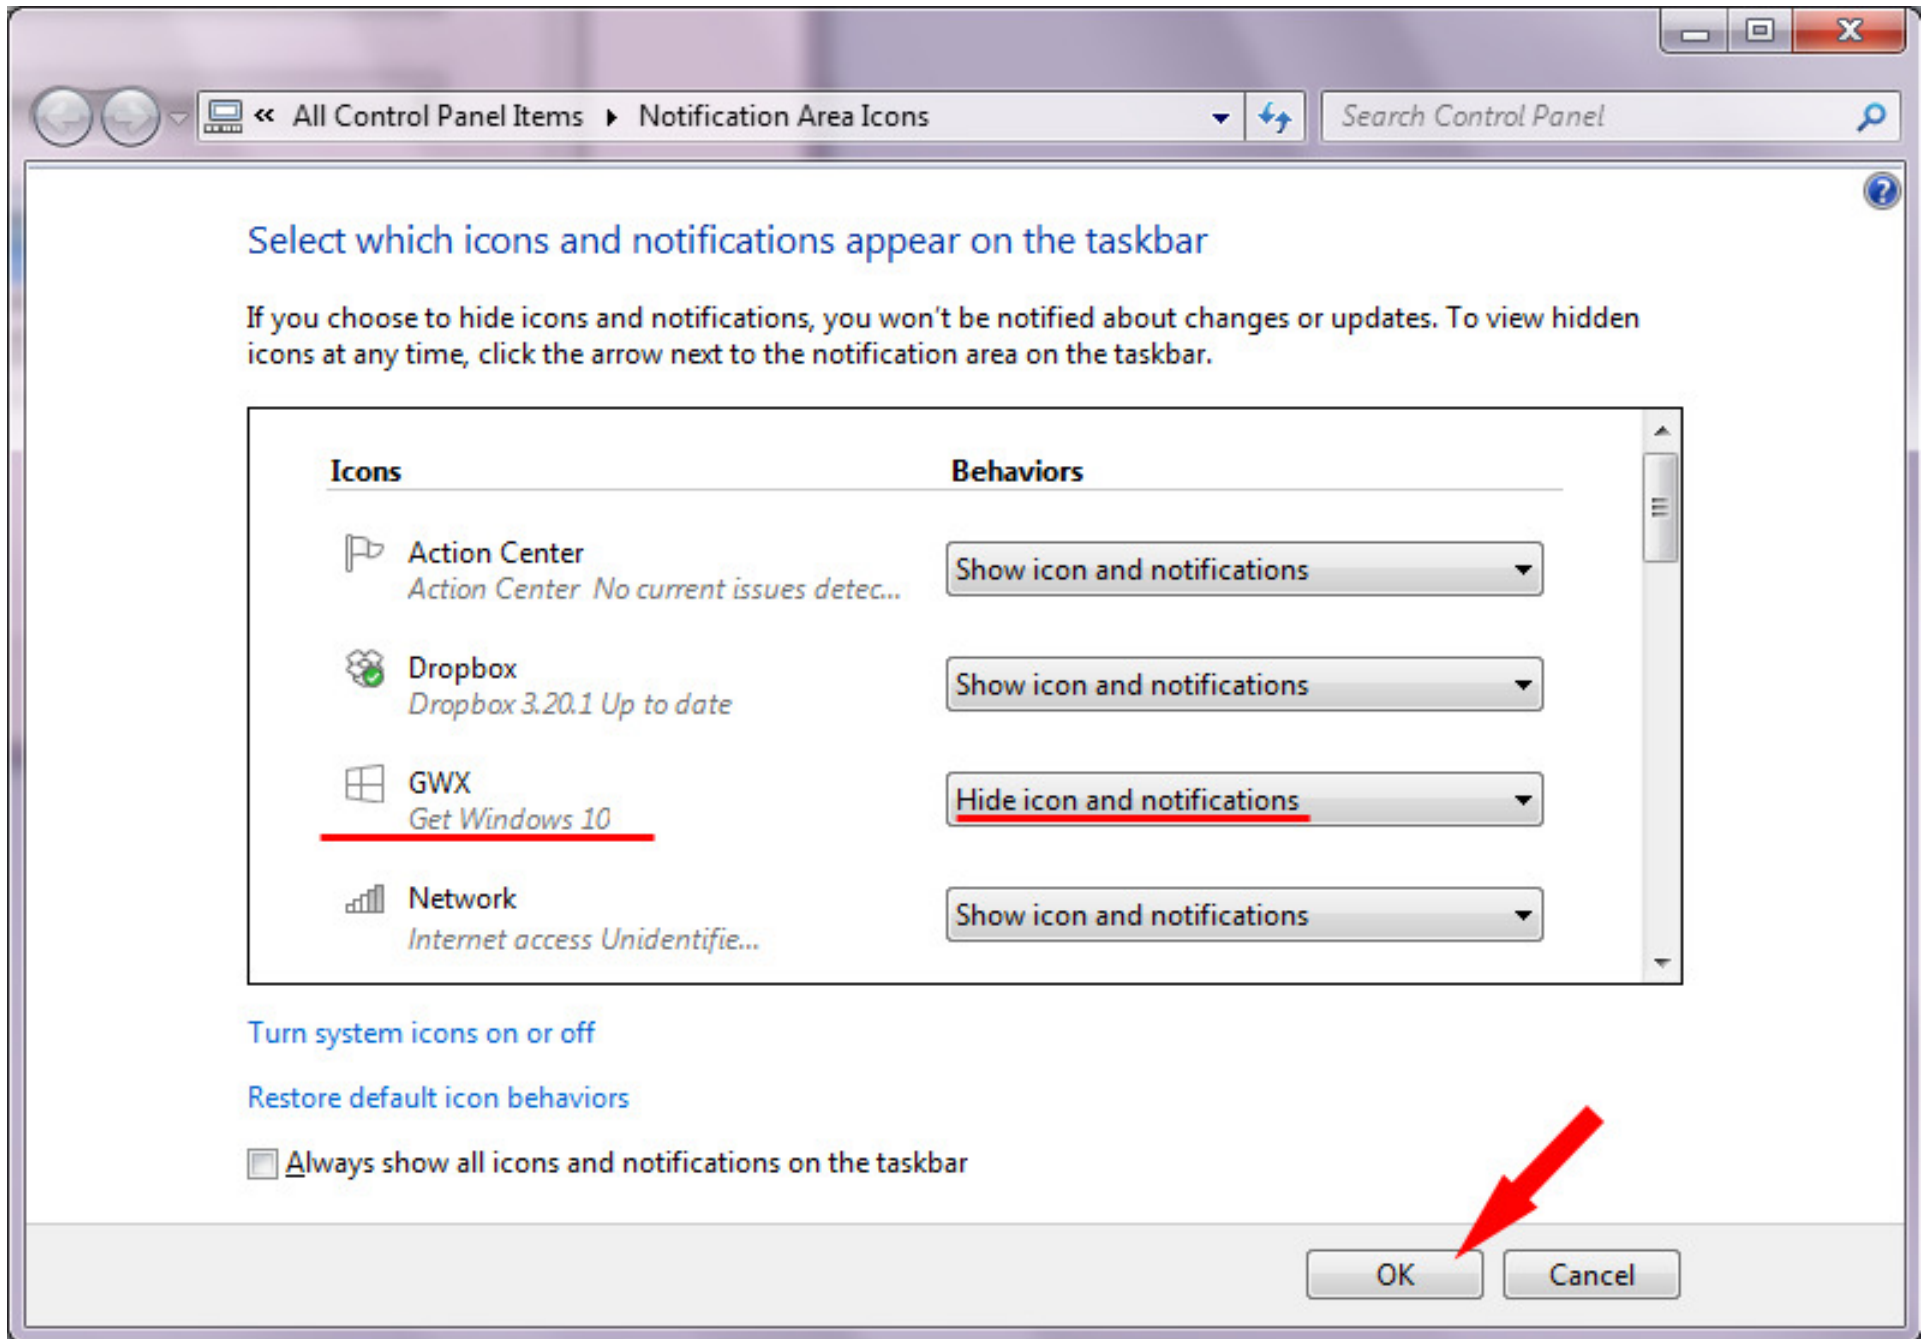 « All Control Panel Items ▸ Notification Area Icons
Search Control Panel
Select which icons and notifications appear on the taskbar
If you choose to hide icons and notifications, you won't be notified about changes or updates. To view hidden
icons at any time, click the arrow next to the notification area on the taskbar.
Icons Behaviors
Action Center
Action Center No current issues detec...
Show icon and notifications
Dropbox
Dropbox 3.20.1 Up to date
Show icon and notifications
GWX
Get Windows 10
Hide icon and notifications
Network
Internet access Unidentifie...
Show icon and notifications
Turn system icons on or off
Restore default icon behaviors
Always show all icons and notifications on the taskbar
OK Cancel